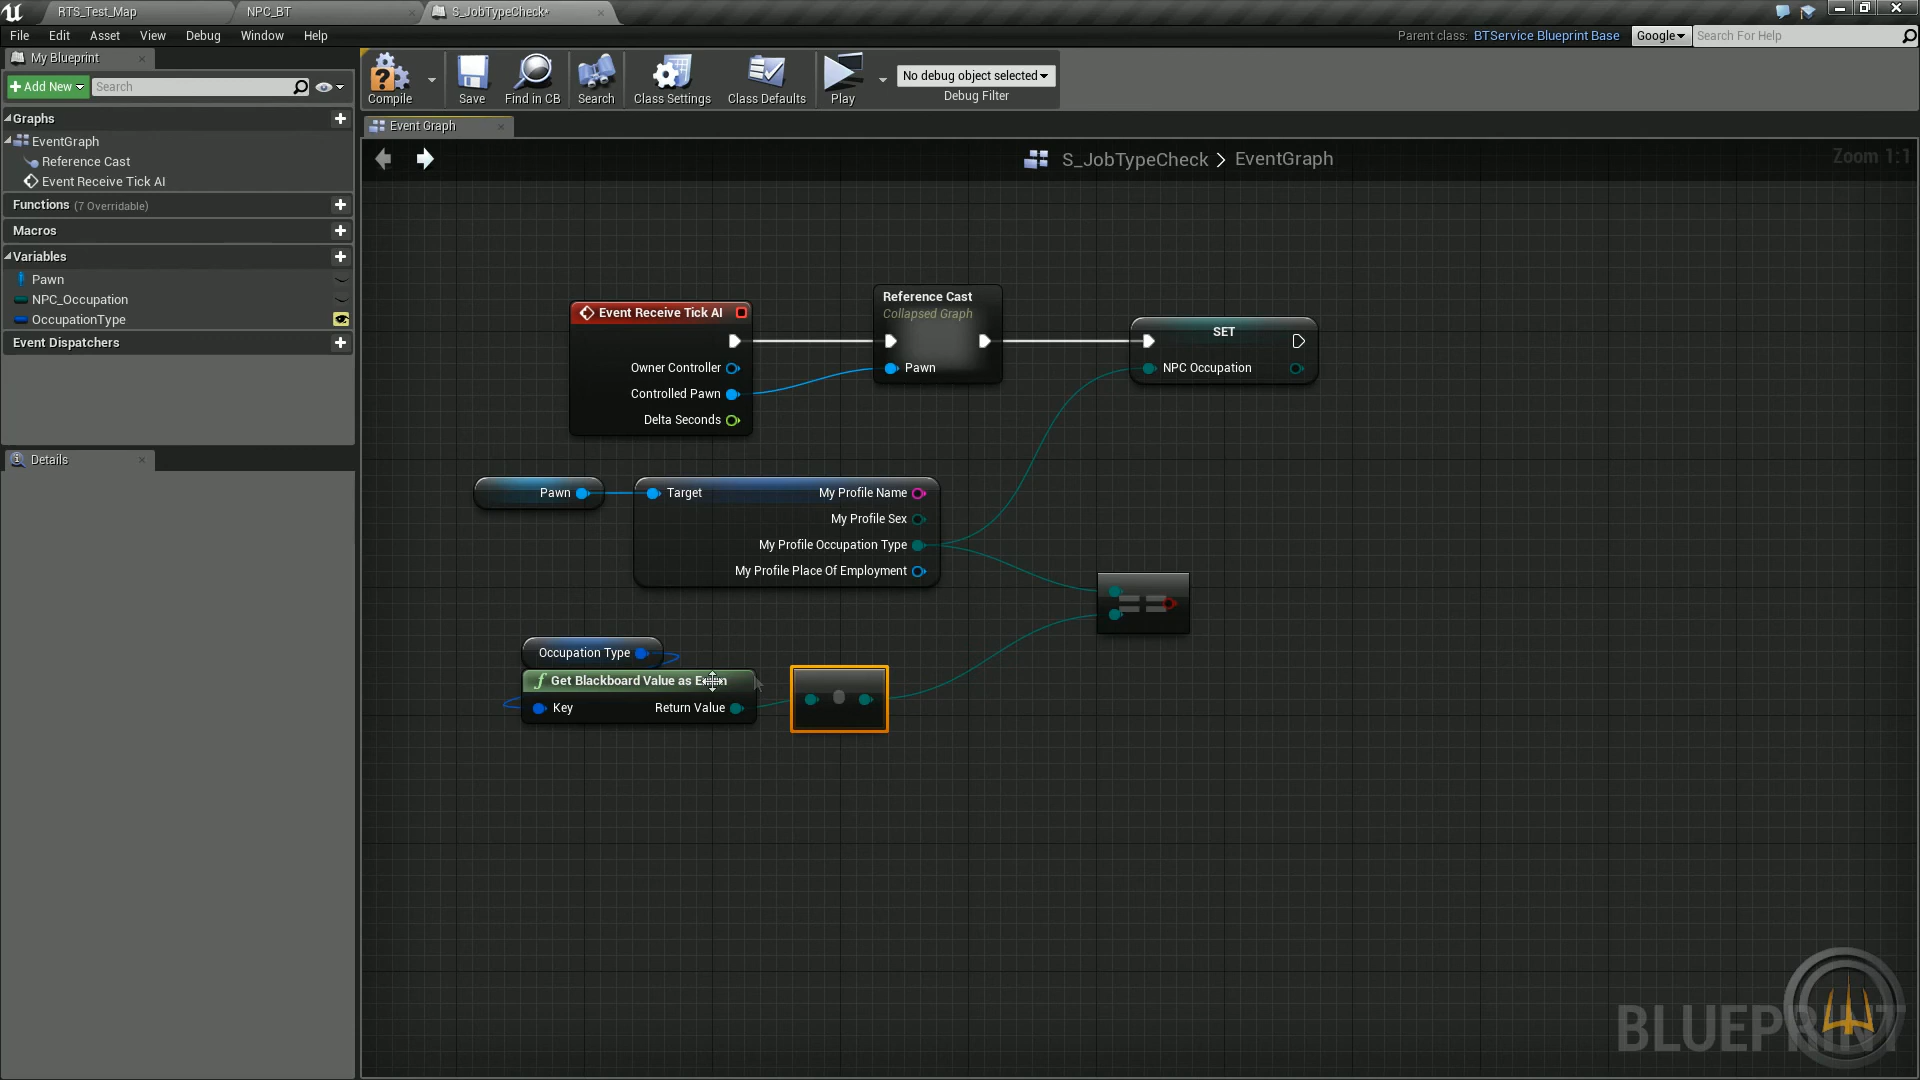 RTS_Test_Map
NPC_BT
S_JobTypeCheck*
File Edit Asset View Debug Window Help
Parent class: BTService Blueprint Base
Google
Search For Help
My Blueprint
Add New
Search
Compile
Save
Find in CB
Search
Class Settings
Class Defaults
Play
No debug object selected
Debug Filter
Graphs
EventGraph
Reference Cast
Event Receive Tick AI
Functions (7 Overridable)
Macros
Variables
Pawn
NPC_Occupation
OccupationType
Event Dispatchers
Details
Event Graph
S_JobTypeCheck > EventGraph
Zoom 1:1
Event Receive Tick AI
Owner Controller
Controlled Pawn
Delta Seconds
Reference Cast
Collapsed Graph
Pawn
SET
NPC Occupation
Pawn
Target
My Profile Name
My Profile Sex
My Profile Occupation Type
My Profile Place Of Employment
==
Occupation Type
f Get Blackboard Value as Enum
Key
Return Value
BLUEPRINT